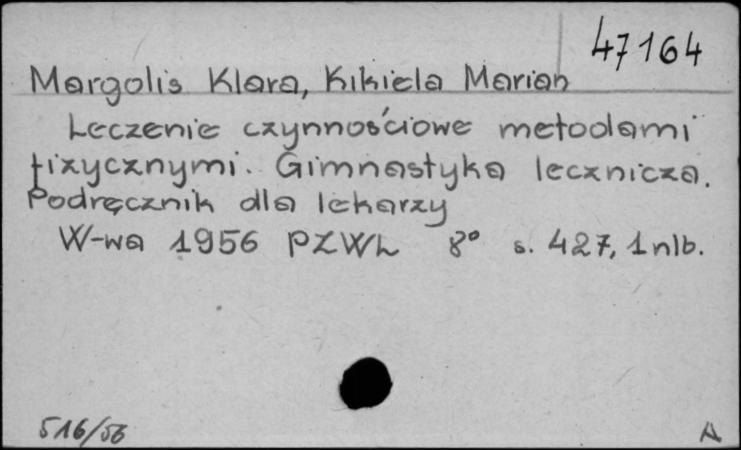 47164
Margolis Klara, Kikiela Marian
Leczenie czynnościowe metodami
fizycznymi. Gimnastyka lecznicza.
Podręcznik dla lekarzy
W-wa 1956 PZWL 8° s. 427, 1 nlb.
516/56
A